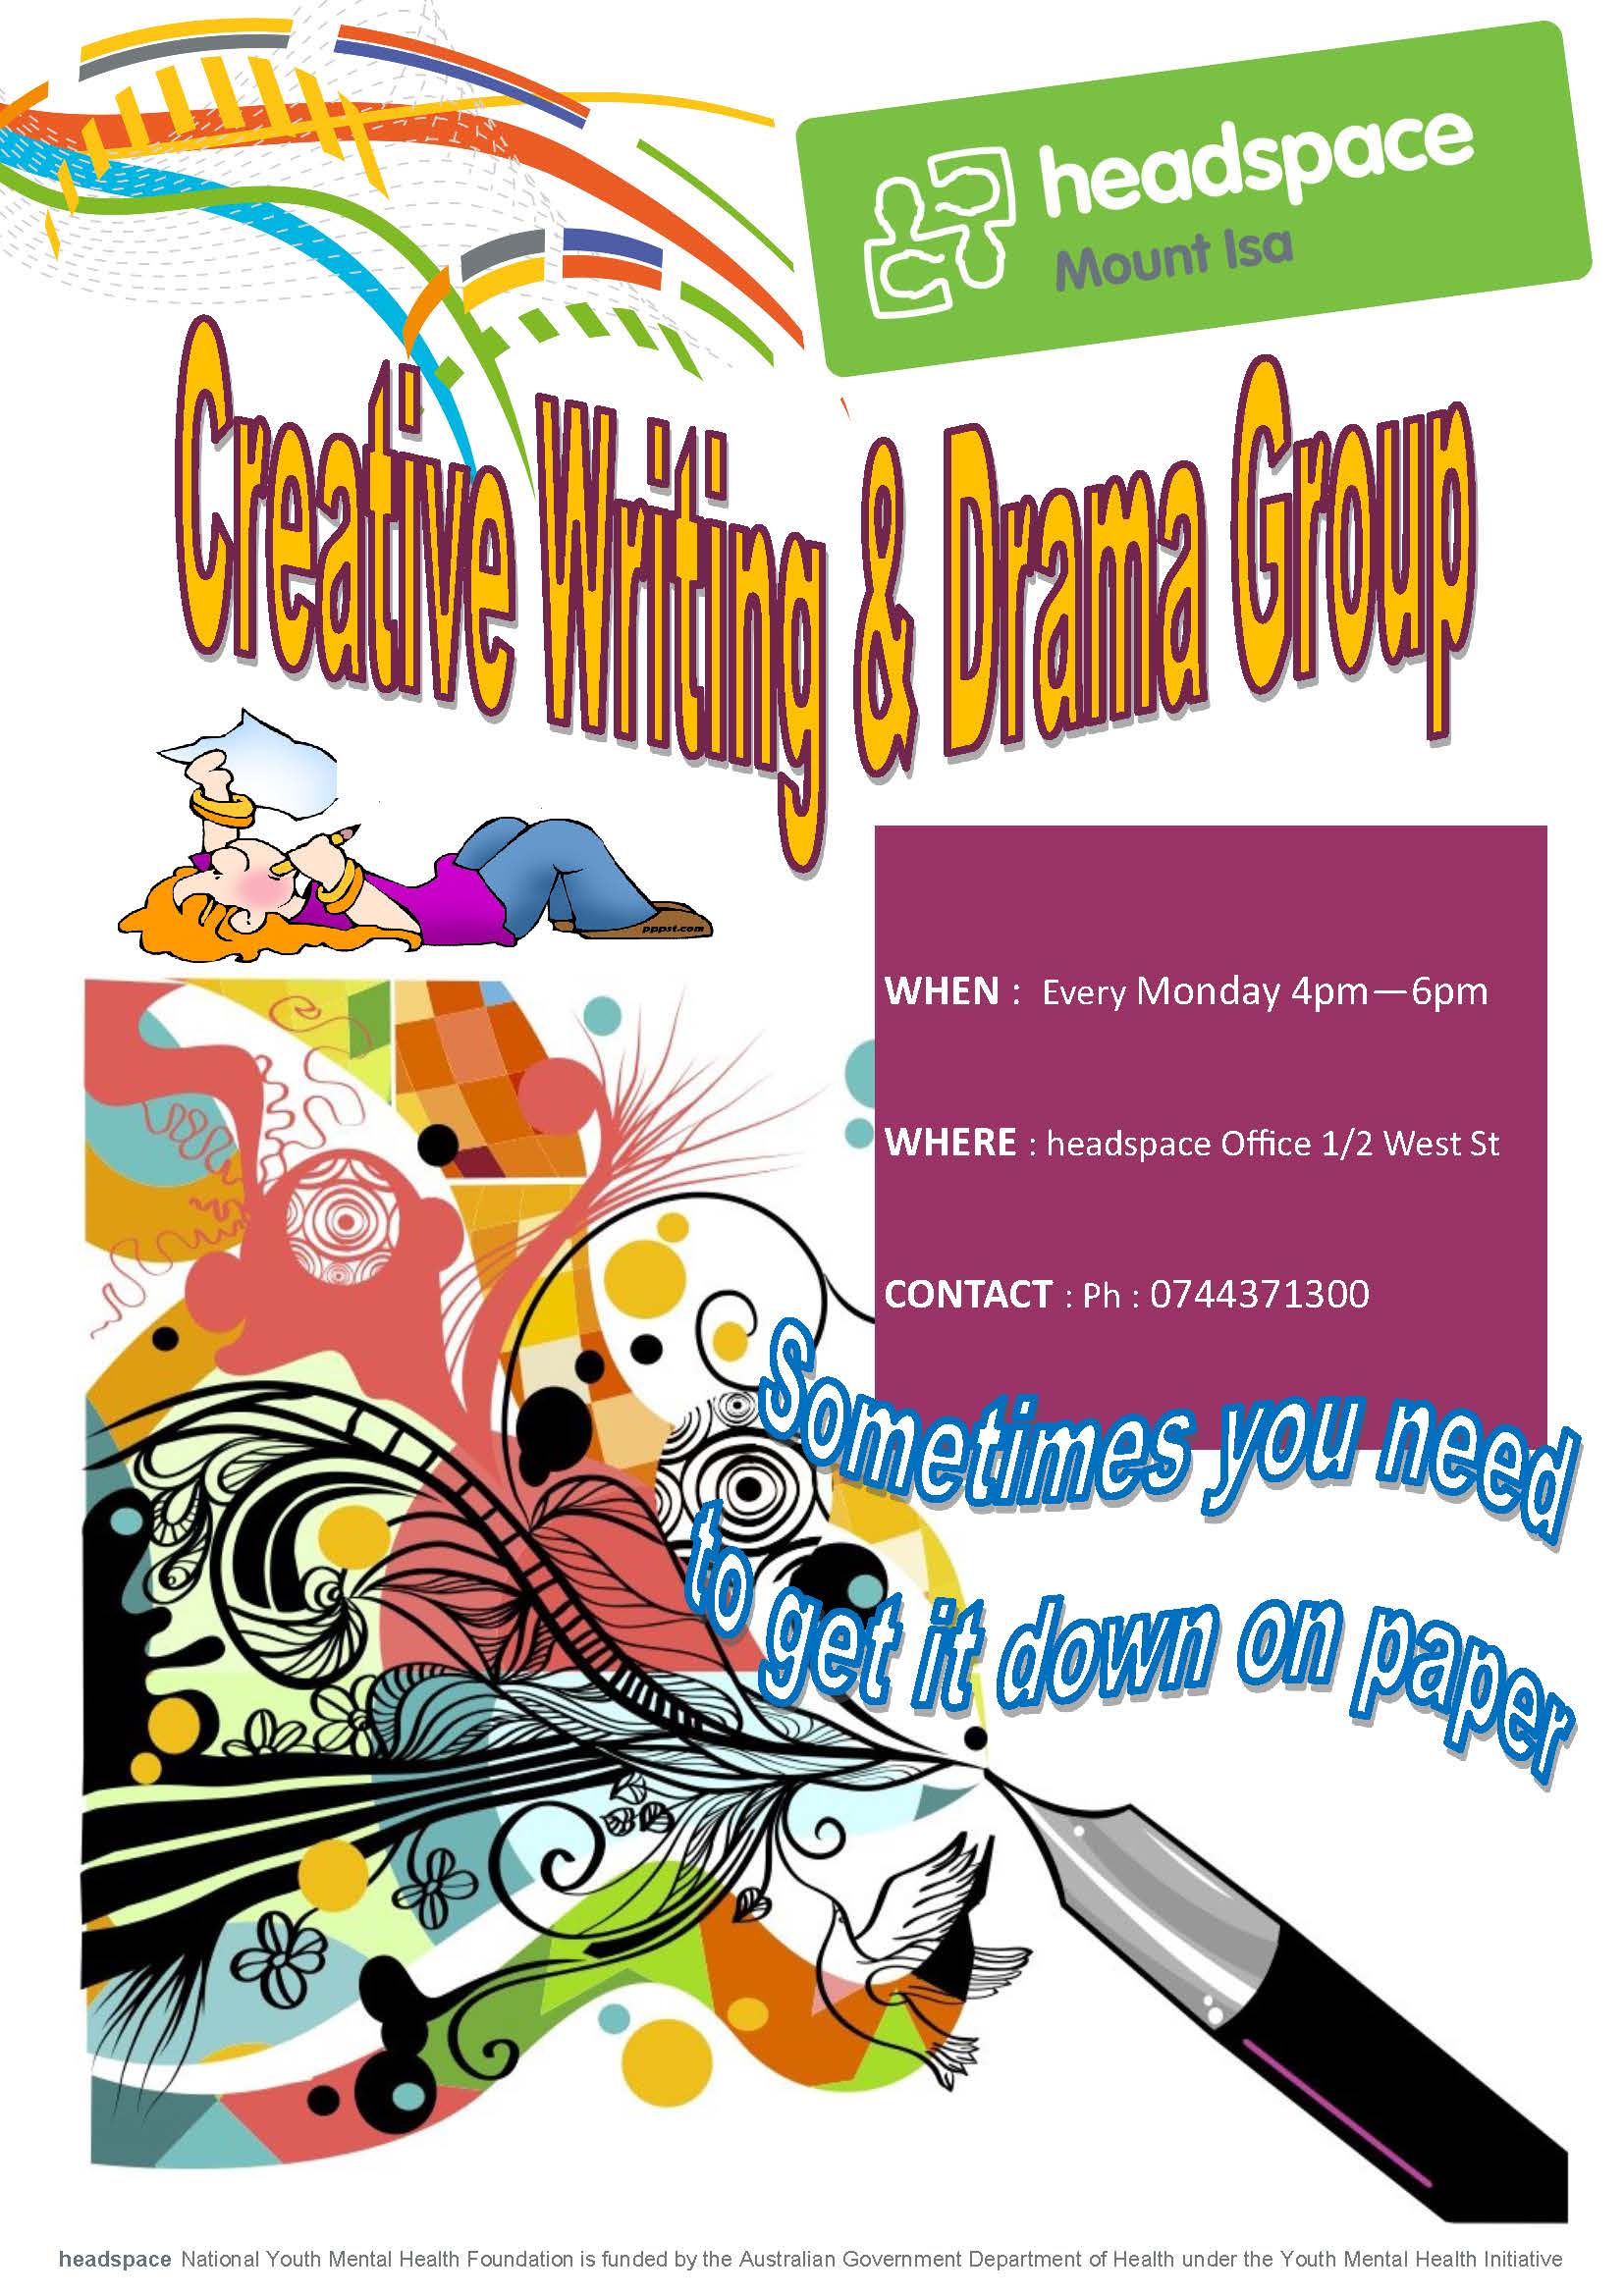 headspace
Mount Isa
Creative Writing & Drama Group
pppst.com
WHEN : Every Monday 4pm—6pm
WHERE : headspace Office 1/2 West St
CONTACT : Ph : 0744371300
Sometimes you need
to get it down on paper
headspace National Youth Mental Health Foundation is funded by the Australian Government Department of Health under the Youth Mental Health Initiative